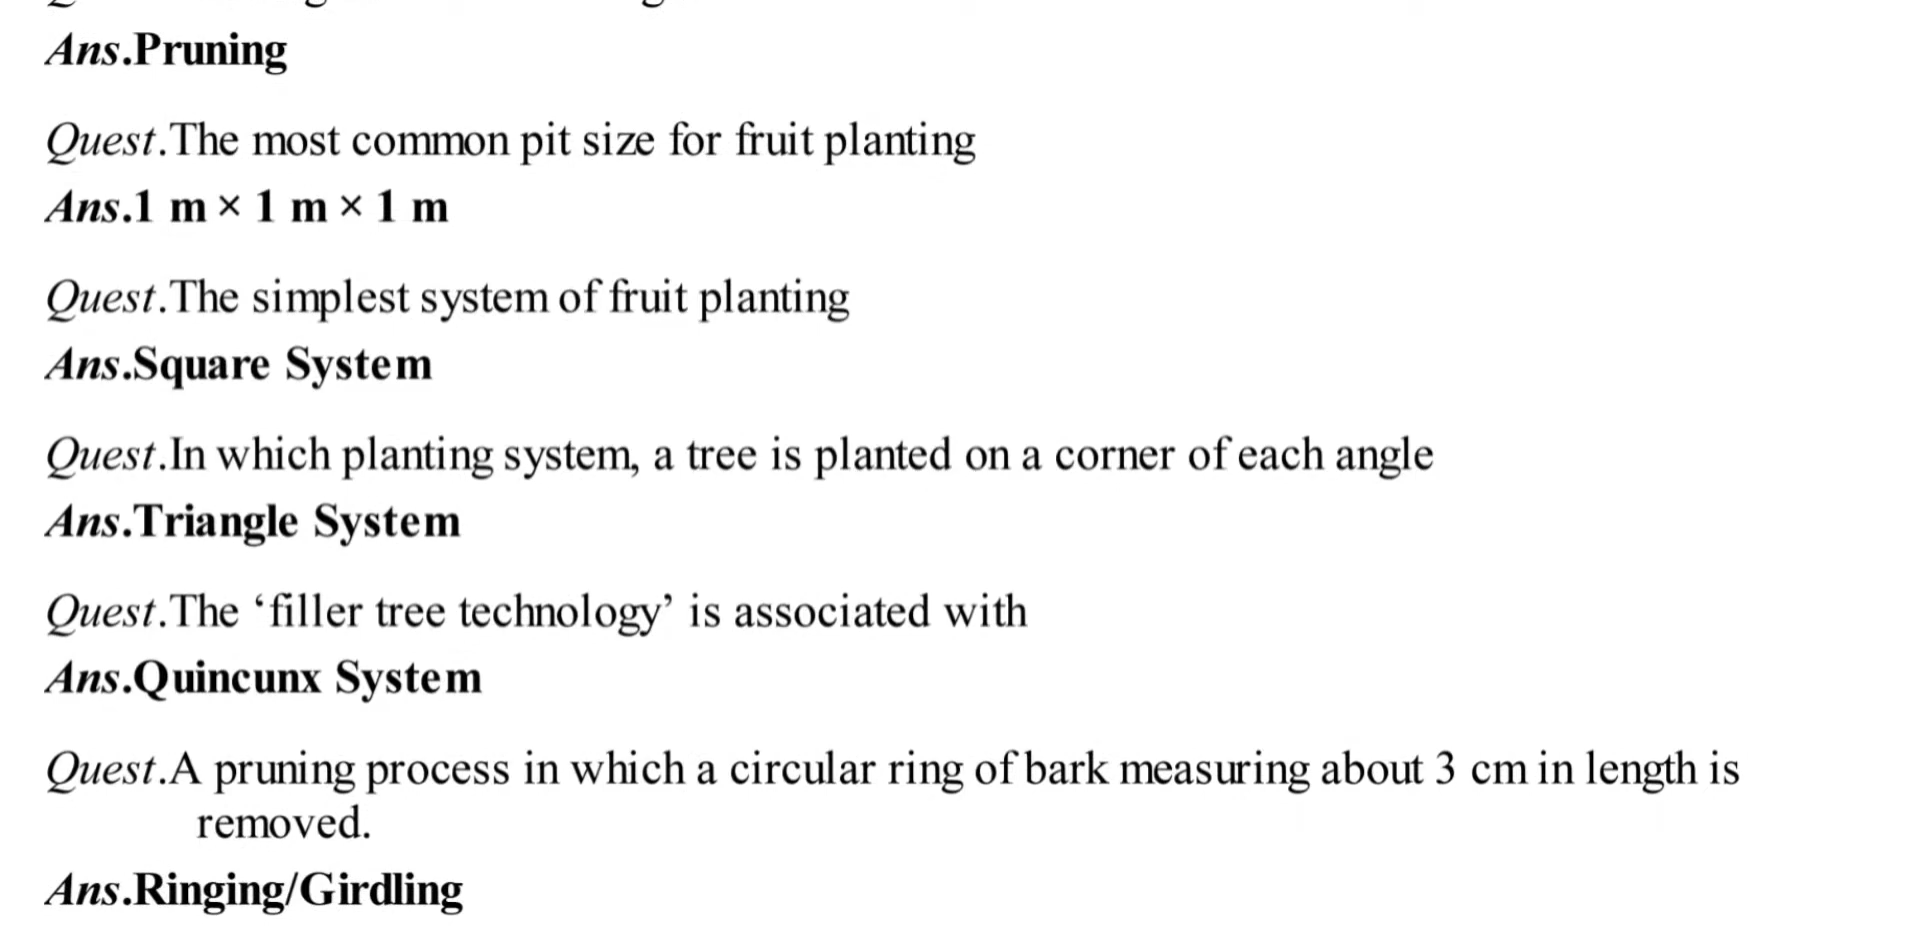 Ans.Pruning
Quest.The most common pit size for fruit planting
Ans.1 m × 1 m × 1 m
Quest.The simplest system of fruit planting
Ans.Square System
Quest.In which planting system, a tree is planted on a corner of each angle
Ans.Triangle System
Quest.The ‘filler tree technology’ is associated with
Ans.Quincunx System
Quest.A pruning process in which a circular ring of bark measuring about 3 cm in length is
removed.
Ans.Ringing/Girdling